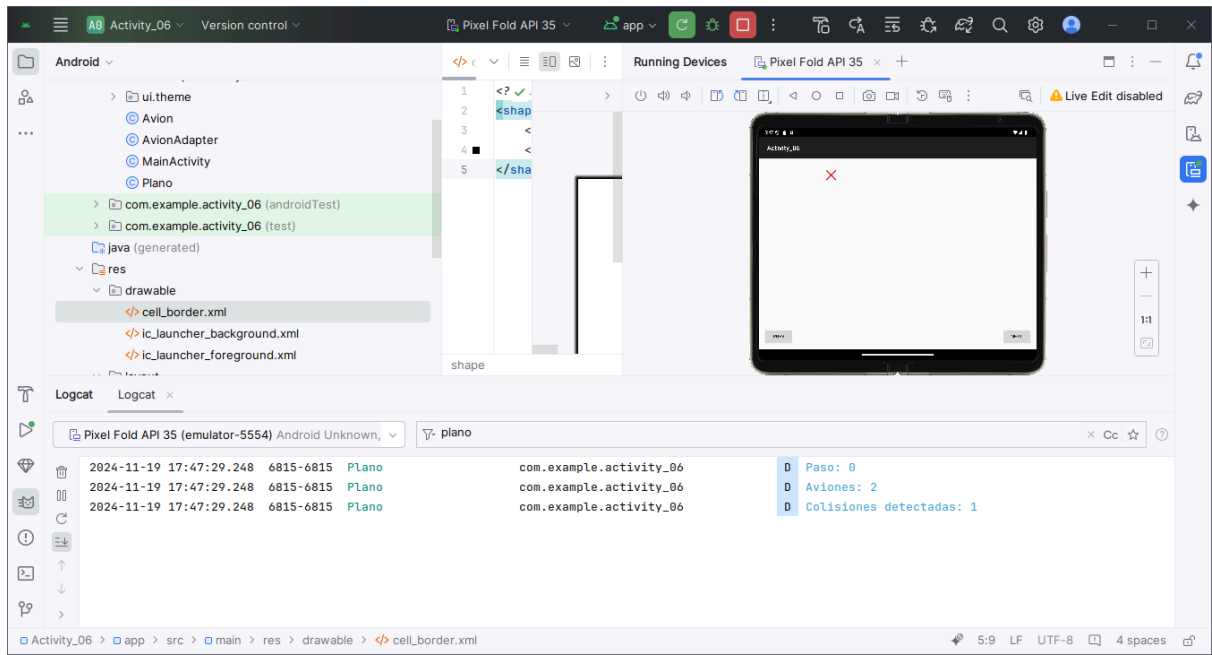 A0 Activity_06 Version control Pixel Fold API 35 app
Android
Running Devices Pixel Fold API 35
Live Edit disabled
ui.theme
Avion
AvionAdapter
MainActivity
Plano
com.example.activity_06 (androidTest)
com.example.activity_06 (test)
java (generated)
res
drawable
cell_border.xml
ic_launcher_background.xml
ic_launcher_foreground.xml
1 <?
2 <shap
3 <
4 <
5 </sha
shape
Activity_06
1:1
Logcat Logcat
Pixel Fold API 35 (emulator-5554) Android Unknown, plano Cc
2024-11-19 17:47:29.248 6815-6815 Plano com.example.activity_06 D Paso: 0
2024-11-19 17:47:29.248 6815-6815 Plano com.example.activity_06 D Aviones: 2
2024-11-19 17:47:29.248 6815-6815 Plano com.example.activity_06 D Colisiones detectadas: 1
Activity_06 > app > src > main > res > drawable > cell_border.xml 5:9 LF UTF-8 4 spaces